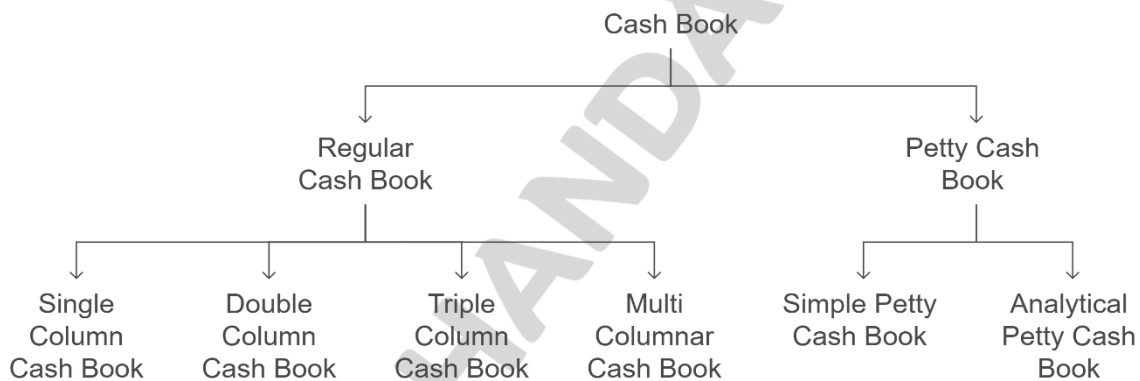 Cash Book
Regular
Cash Book
Petty Cash
Book
Single
Column
Cash Book
Double
Column
Cash Book
Triple
Column
Cash Book
Multi
Columnar
Cash Book
Simple Petty
Cash Book
Analytical
Petty Cash
Book
HANDA